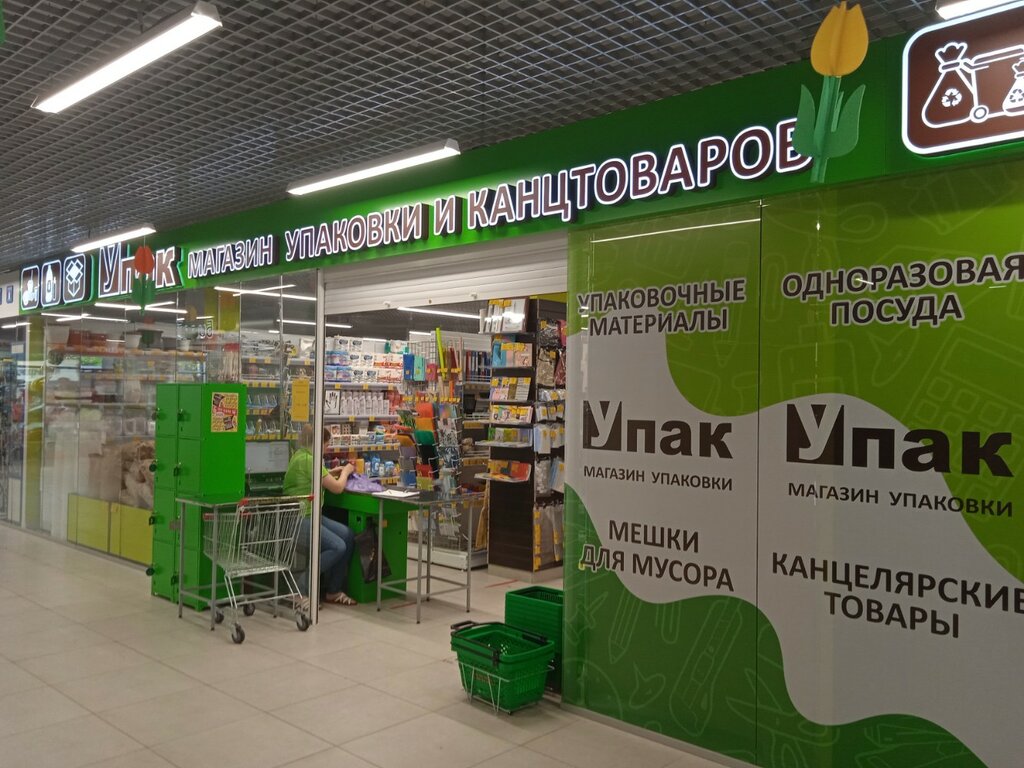 Упак МАГАЗИН УПАКОВКИ И КАНЦТОВАРОВ
УПАКОВОЧНЫЕ
МАТЕРИАЛЫ
Упак
МАГАЗИН УПАКОВКИ
МЕШКИ
ДЛЯ МУСОРА
ОДНОРАЗОВАЯ
ПОСУДА
Упак
МАГАЗИН УПАКОВКИ
КАНЦЕЛЯРСКИЕ
ТОВАРЫ